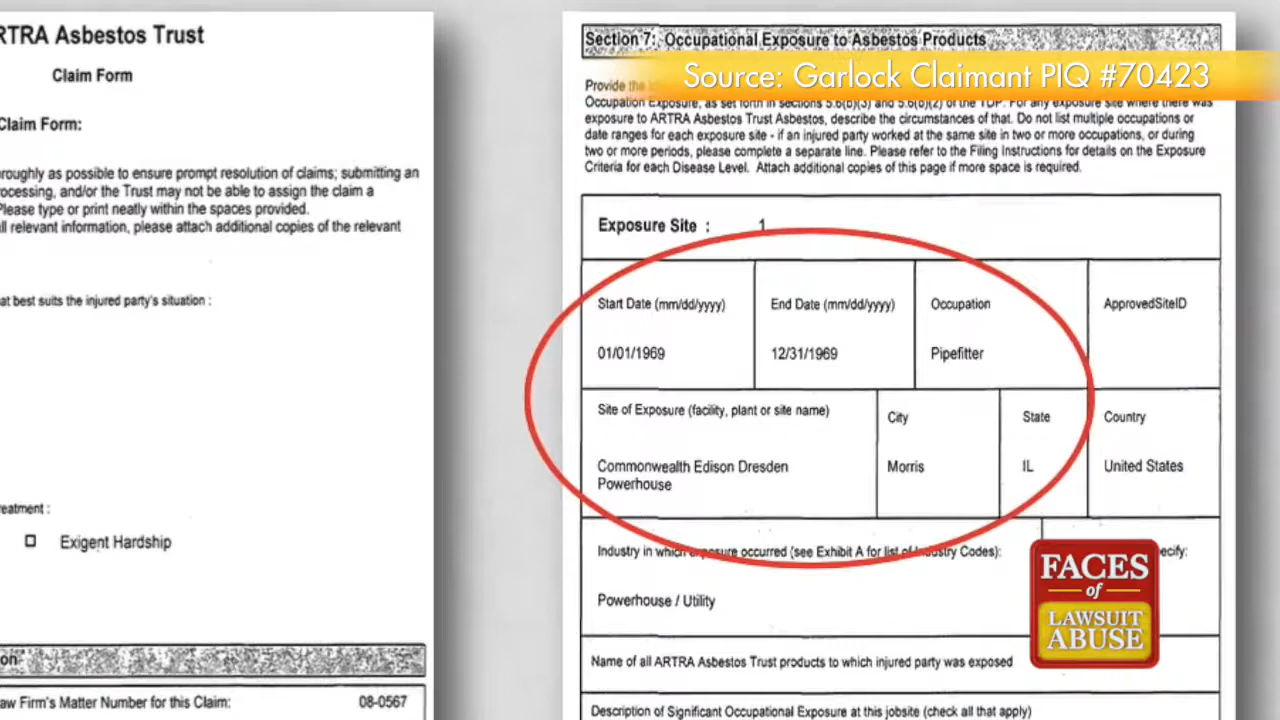 RTRA Asbestos Trust
Claim Form
Claim Form:
roughly as possible to ensure prompt resolution of claims; submitting an
ocessing, and/or the Trust may not be able to assign the claim a
Please type or print neatly within the spaces provided.
ll relevant information, please attach additional copies of the relevant
at best suits the injured party's situation :
reatment :
Exigent Hardship
on
aw Firm's Matter Number for this Claim:
08-0567
Section 7: Occupational Exposure to Asbestos Products
Source: Garlock Claimant PIQ #70423
Provide the
Occupation Exposure, as set forth in sections 5.6(b)(3) and 5.6(b)(2) of the TDP. For any exposure site where there was
exposure to ARTRA Asbestos Trust Asbestos, describe the circumstances of that. Do not list multiple occupations or
date ranges for each exposure site - if an injured party worked at the same site in two or more occupations, or during
two or more periods, please complete a separate line. Please refer to the Filing Instructions for details on the Exposure
Criteria for each Disease Level. Attach additional copies of this page if more space is required.
Exposure Site : 1
Start Date (mm/dd/yyyy)
End Date (mm/dd/yyyy)
Occupation
ApprovedSiteID
01/01/1969
12/31/1969
Pipefitter
Site of Exposure (facility, plant or site name)
City
State
Country
Commonwealth Edison Dresden
Powerhouse
Morris
IL
United States
Industry in which exposure occurred (see Exhibit A for list of Industry Codes):
ecify:
Powerhouse / Utility
FACES
of
LAWSUIT
ABUSE
Name of all ARTRA Asbestos Trust products to which injured party was exposed
Description of Significant Occupational Exposure at this jobsite (check all that apply)